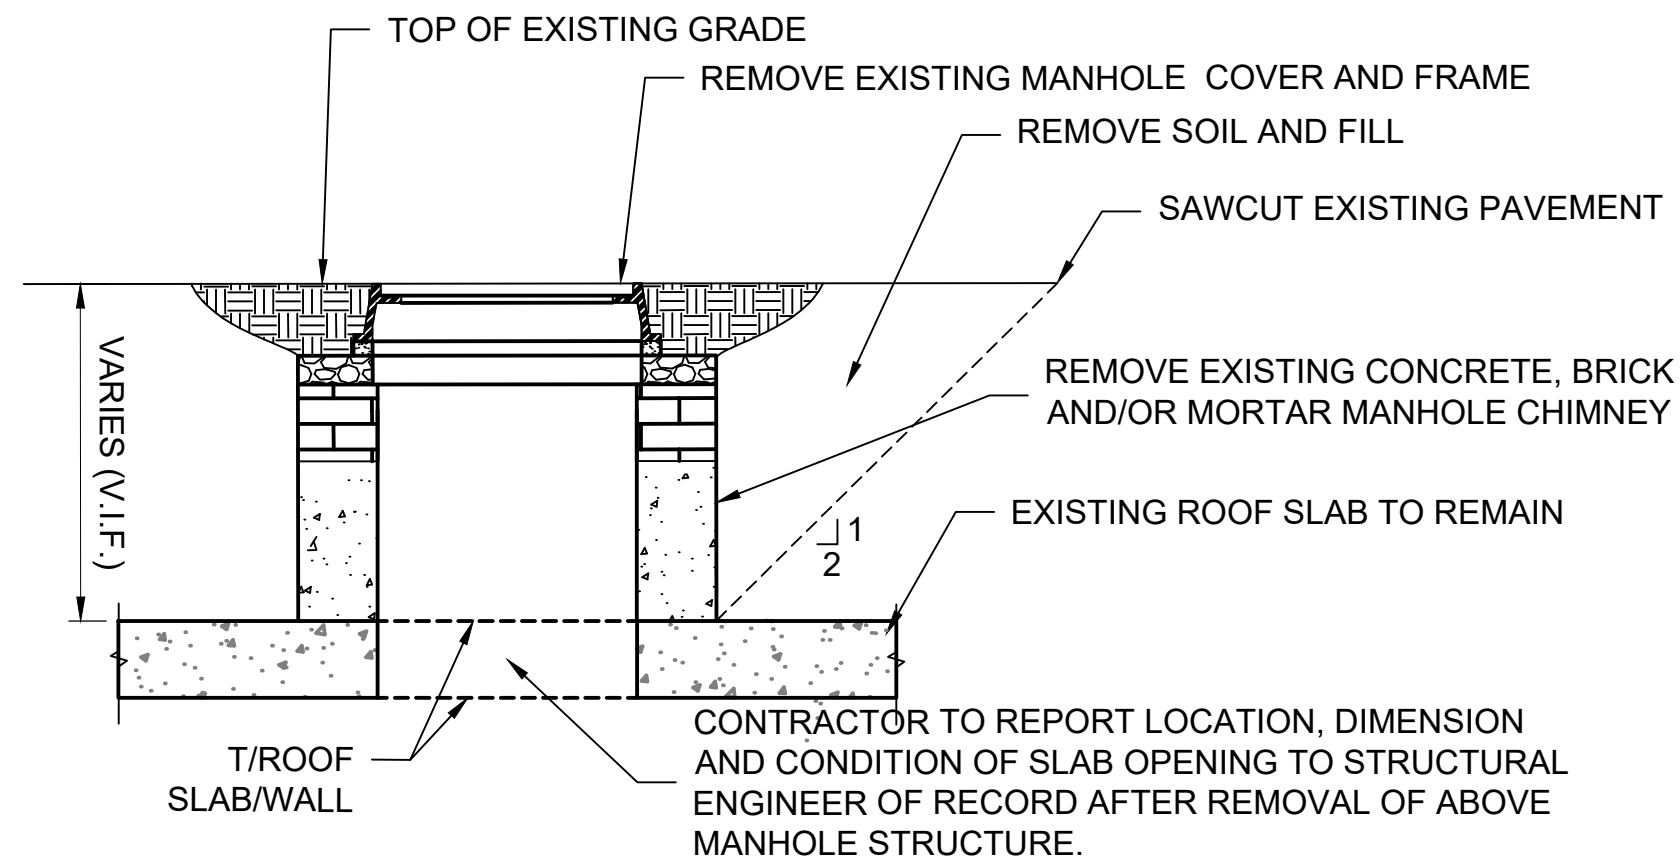 TOP OF EXISTING GRADE
REMOVE EXISTING MANHOLE COVER AND FRAME
REMOVE SOIL AND FILL
SAWCUT EXISTING PAVEMENT
VARIES (V.I.F.)
REMOVE EXISTING CONCRETE, BRICK
AND/OR MORTAR MANHOLE CHIMNEY
1
2
EXISTING ROOF SLAB TO REMAIN
T/ROOF
SLAB/WALL
CONTRACTOR TO REPORT LOCATION, DIMENSION
AND CONDITION OF SLAB OPENING TO STRUCTURAL
ENGINEER OF RECORD AFTER REMOVAL OF ABOVE
MANHOLE STRUCTURE.